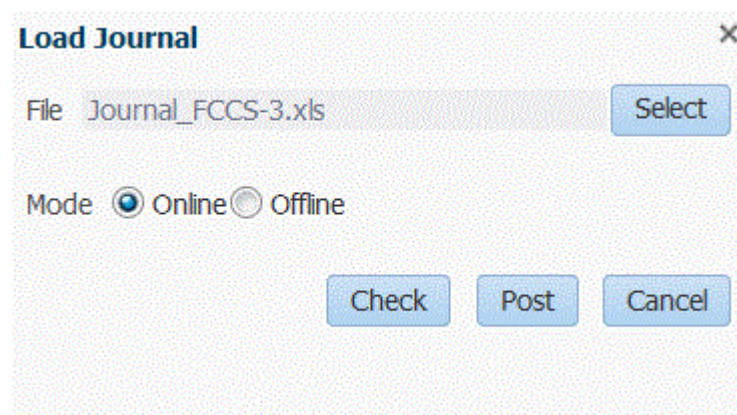 Load Journal
File Journal_FCCS-3.xls Select
Mode Online Offline
Check Post Cancel